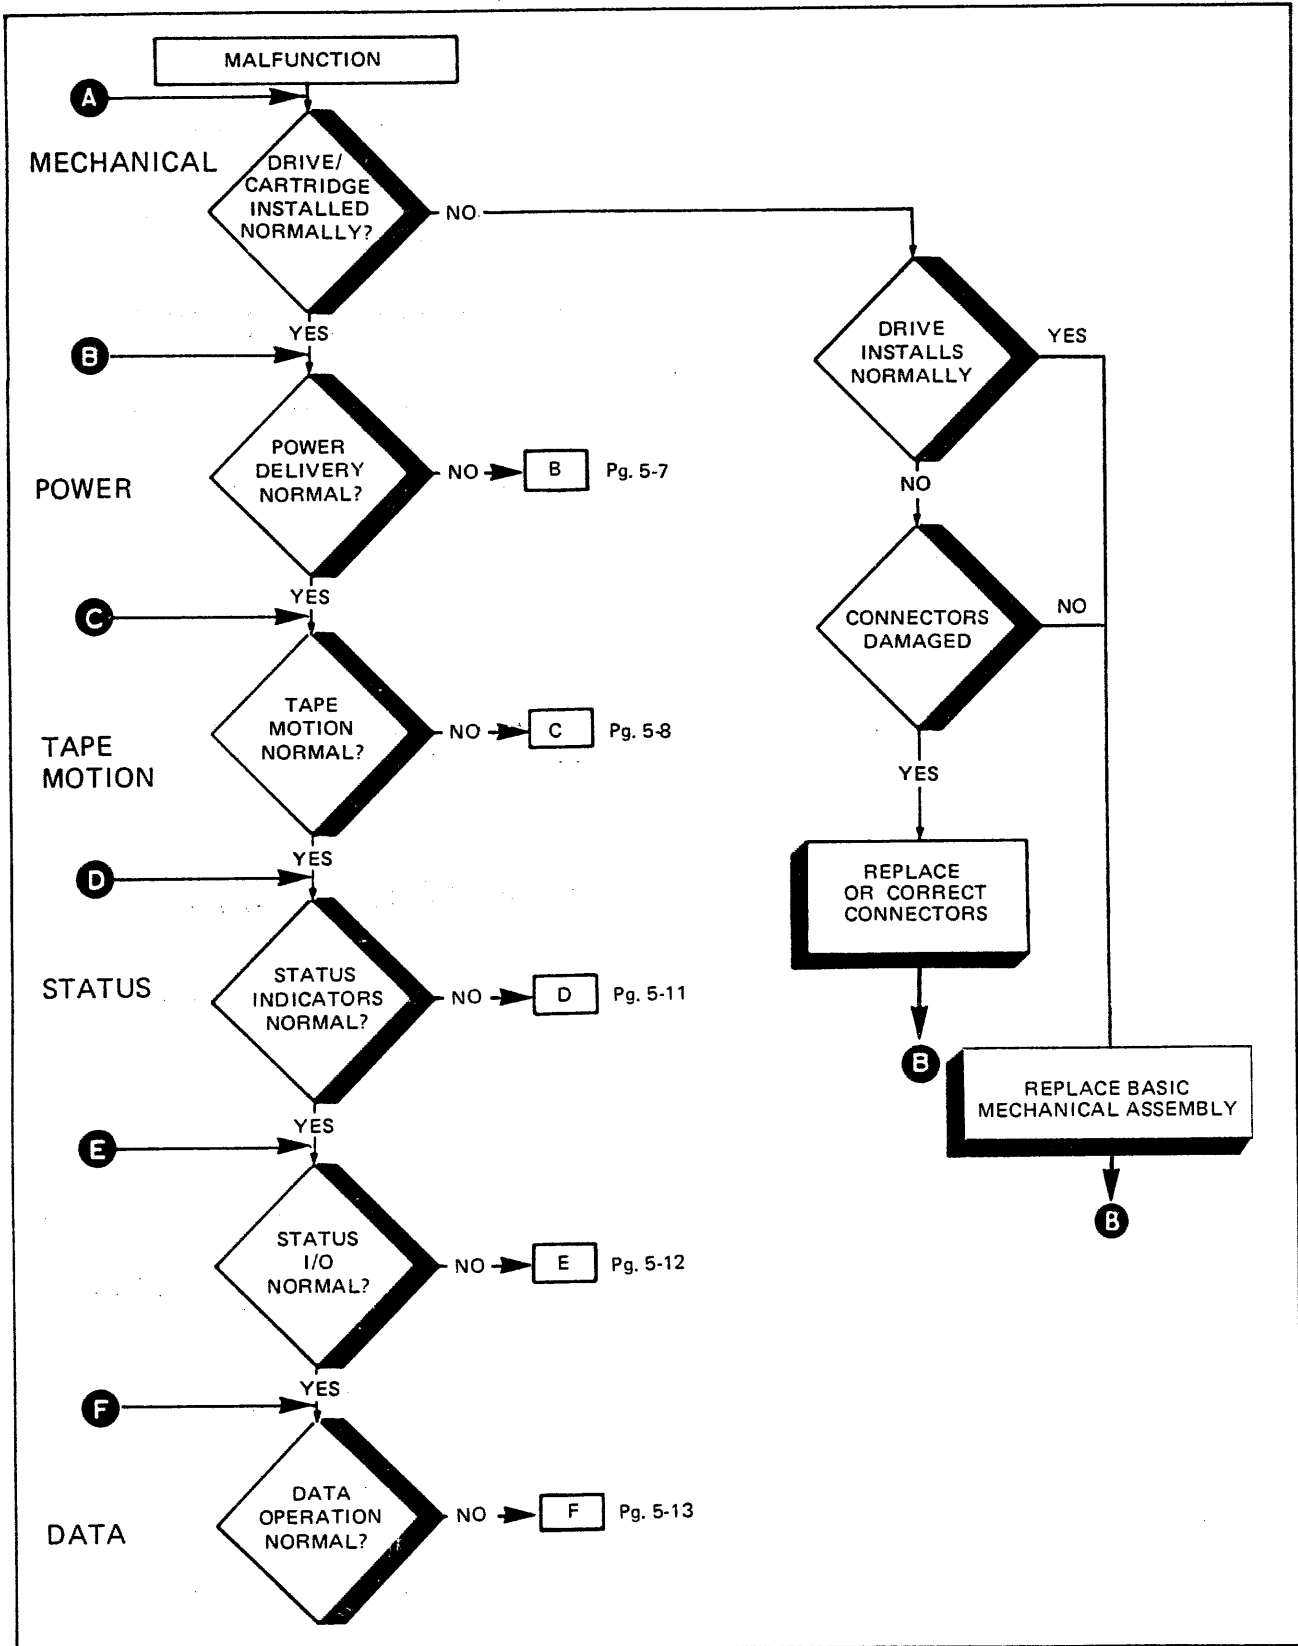 MALFUNCTION
A
MECHANICAL
DRIVE/
CARTRIDGE
INSTALLED
NORMALLY?
NO
YES
DRIVE
INSTALLS
NORMALLY
YES
NO
CONNECTORS
DAMAGED
NO
YES
REPLACE
OR CORRECT
CONNECTORS
B
REPLACE BASIC
MECHANICAL ASSEMBLY
B
B
POWER
POWER
DELIVERY
NORMAL?
NO
B
Pg. 5-7
YES
C
TAPE
MOTION
TAPE
MOTION
NORMAL?
NO
C
Pg. 5-8
YES
D
STATUS
STATUS
INDICATORS
NORMAL?
NO
D
Pg. 5-11
YES
E
STATUS
I/O
NORMAL?
NO
E
Pg. 5-12
YES
F
DATA
DATA
OPERATION
NORMAL?
NO
F
Pg. 5-13